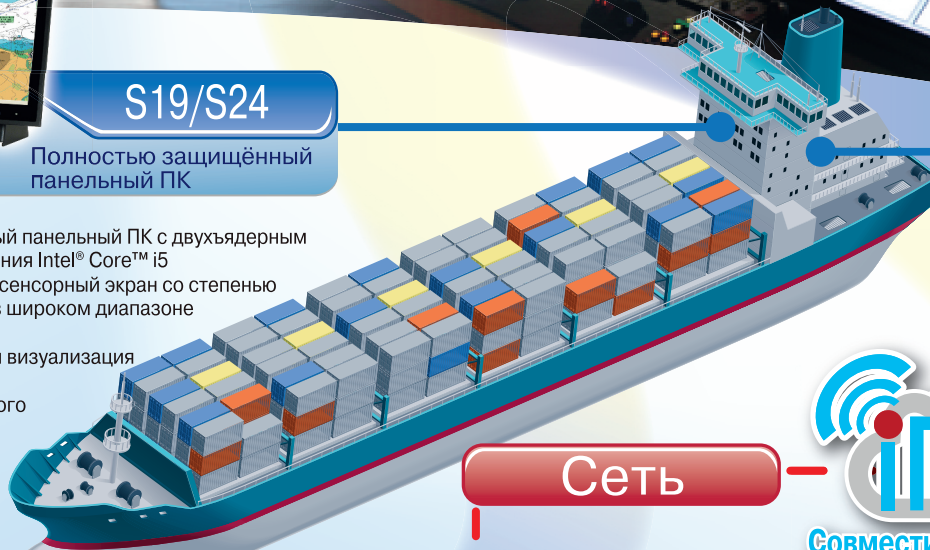 S19/S24
Полностью защищённый
панельный ПК
ый панельный ПК с двухъядерным
ния Intel® Core™ i5
сенсорный экран со степенью
в широком диапазоне
и визуализация
ого
Сеть